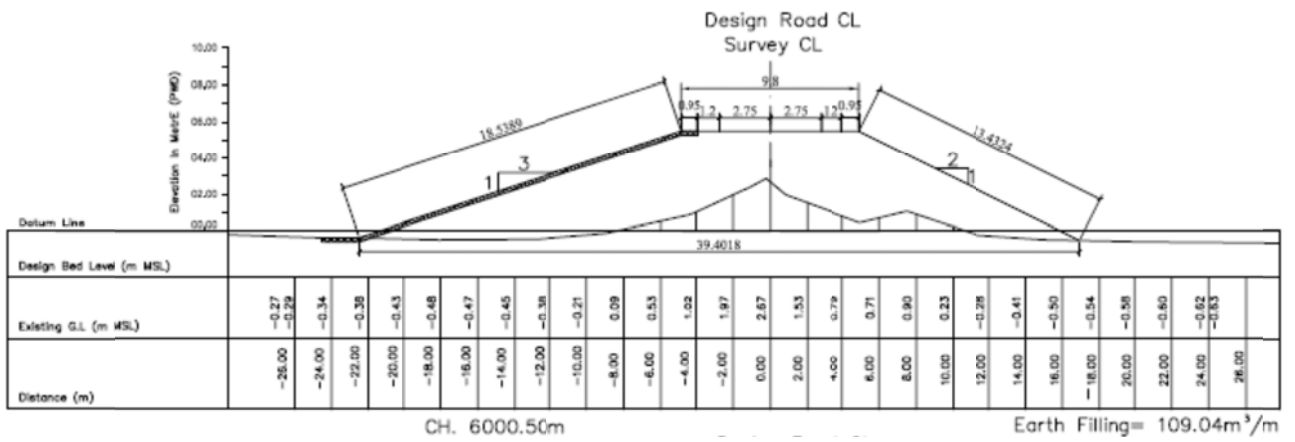 Design Road CL
Survey CL
9.8
0.95 1.2 2.75 2.75 1.2 0.95
18.5389
13.4324
1 3
2 1
Elevation in MetrE (PWD)
10,00
08,00
06,00
04,00
02,00
00,00
39.4018
Datum Line
Design Bed Level (m MSL)
Existing G.L (m MSL) -0.27 -0.29 -0.34 -0.38 -0.43 -0.48 -0.47 -0.45 -0.38 -0.21 0.09 0.53 1.02 1.97 2.67 1.53 0.79 0.71 0.90 0.23 -0.28 -0.41 -0.50 -0.54 -0.58 -0.60 -0.62 -0.63
Distance (m) -26.00 -24.00 -22.00 -20.00 -18.00 -16.00 -14.00 -12.00 -10.00 -8.00 -6.00 -4.00 -2.00 0.00 2.00 4.00 6.00 8.00 10.00 12.00 14.00 16.00 -18.00 20.00 22.00 24.00 26.00
CH. 6000.50m
Earth Filling= 109.04m³/m